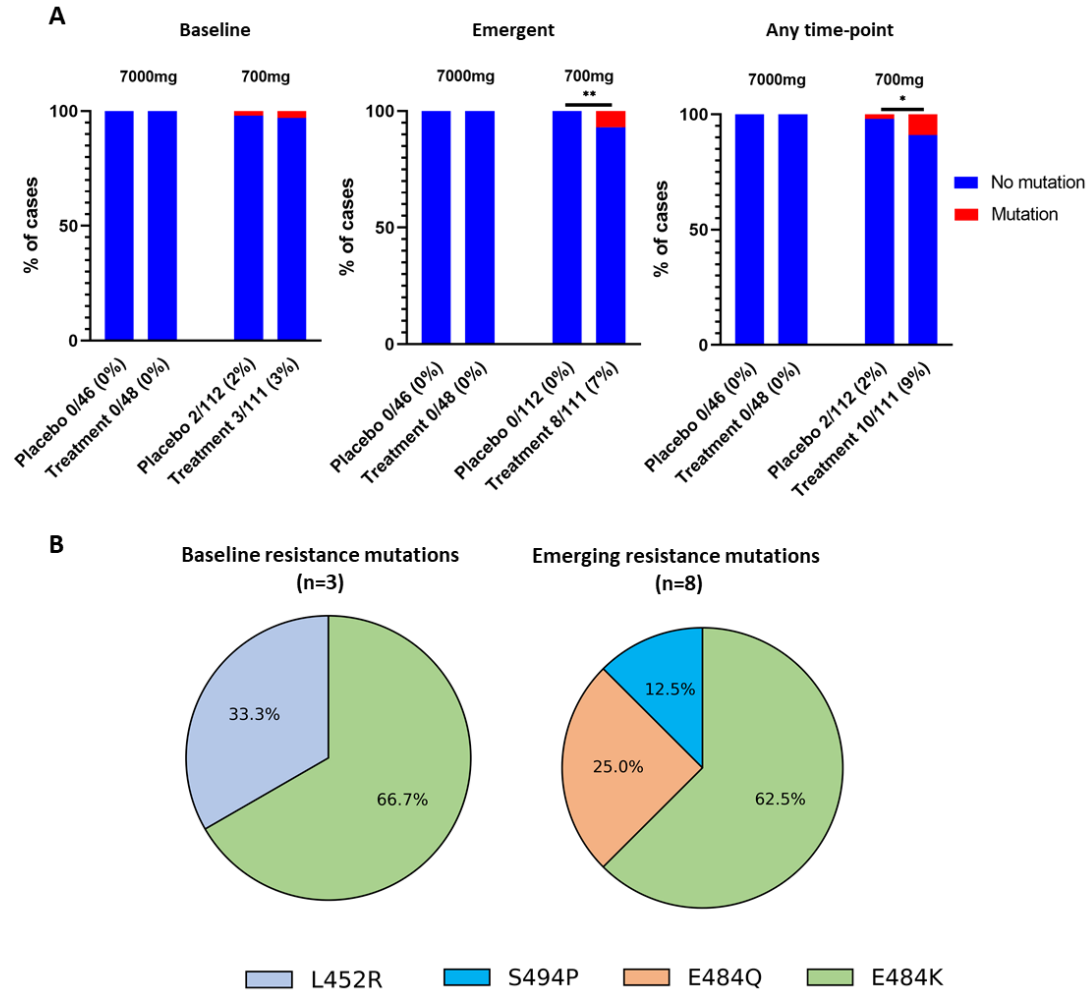 A
Baseline
Emergent
Any time-point
7000mg
700mg
7000mg
700mg
**
7000mg
700mg
*
100
50
0
% of cases
100
50
0
% of cases
100
50
0
% of cases
No mutation
Mutation
Placebo 0/46 (0%)
Treatment 0/48 (0%)
Placebo 2/112 (2%)
Treatment 3/111 (3%)
Placebo 0/46 (0%)
Treatment 0/48 (0%)
Placebo 0/112 (0%)
Treatment 8/111 (7%)
Placebo 0/46 (0%)
Treatment 0/48 (0%)
Placebo 2/112 (2%)
Treatment 10/111 (9%)
B
Baseline resistance mutations
(n=3)
Emerging resistance mutations
(n=8)
33.3%
66.7%
12.5%
25.0%
62.5%
L452R
S494P
E484Q
E484K